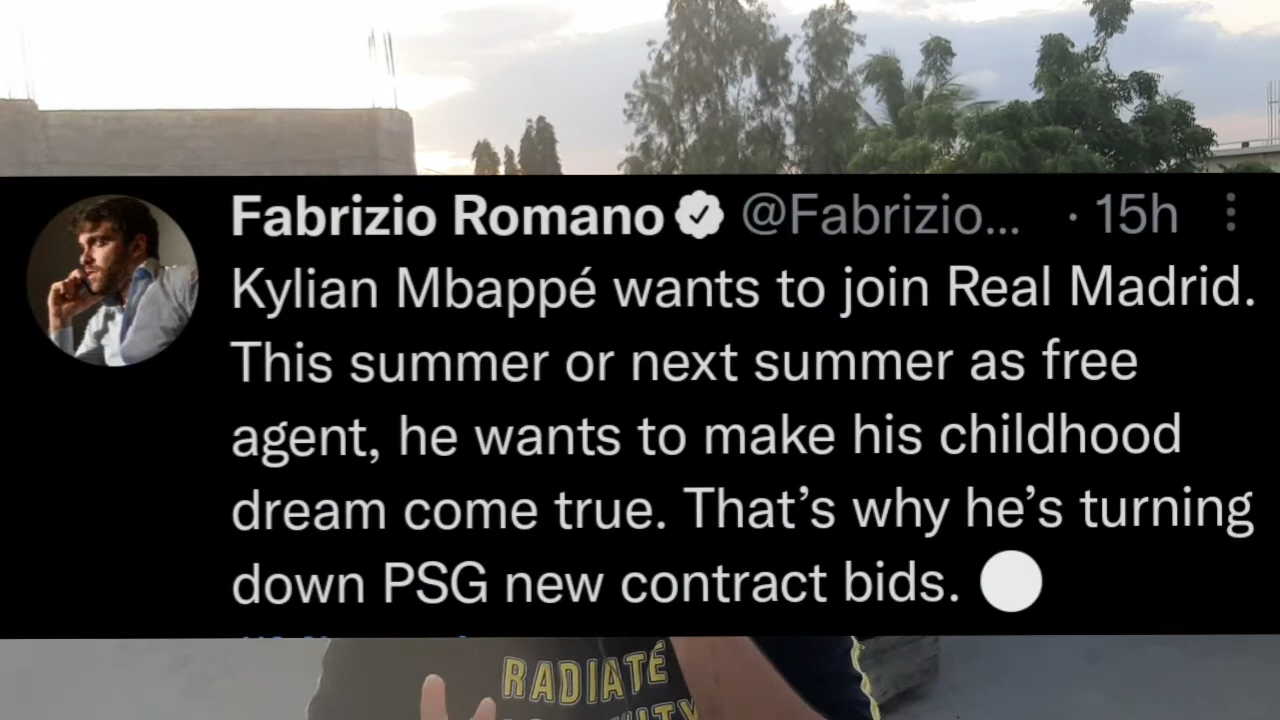 Fabrizio Romano @Fabrizio... · 15h
Kylian Mbappé wants to join Real Madrid.
This summer or next summer as free
agent, he wants to make his childhood
dream come true. That’s why he’s turning
down PSG new contract bids. ⚪
RADIATE